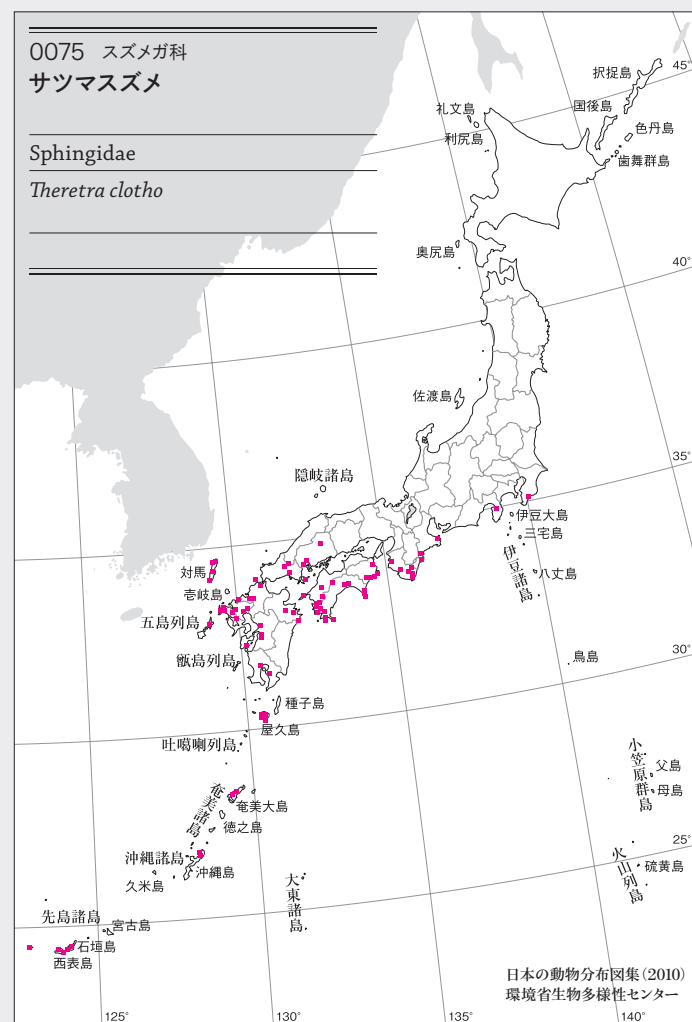 0075 スズメガ科
サツマスズメ
Sphingidae
Theretra clotho
択捉島
45°
国後島
礼文島
色丹島
利尻島
歯舞群島
奥尻島
40°
佐渡島
35°
隠岐諸島
伊豆大島
三宅島
伊豆諸島
八丈島
対馬
壱岐島
五島列島
甑島列島
鳥島
30°
種子島
屋久島
吐噶喇列島
小笠原群島
父島
母島
奄美諸島
奄美大島
徳之島
25°
沖縄諸島
沖縄島
久米島
火山列島
硫黄島
大東諸島
先島諸島
宮古島
石垣島
西表島
日本の動物分布図集(2010)
環境省生物多様性センター
125°
130°
135°
140°